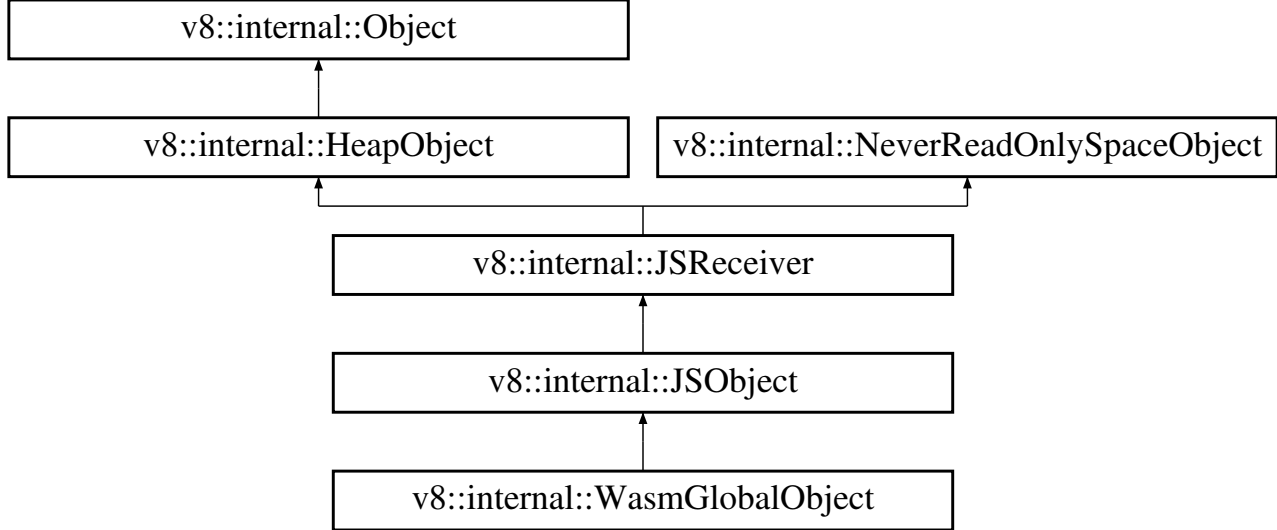 v8::internal::Object
v8::internal::HeapObject
v8::internal::NeverReadOnlySpaceObject
v8::internal::JSReceiver
v8::internal::JSObject
v8::internal::WasmGlobalObject